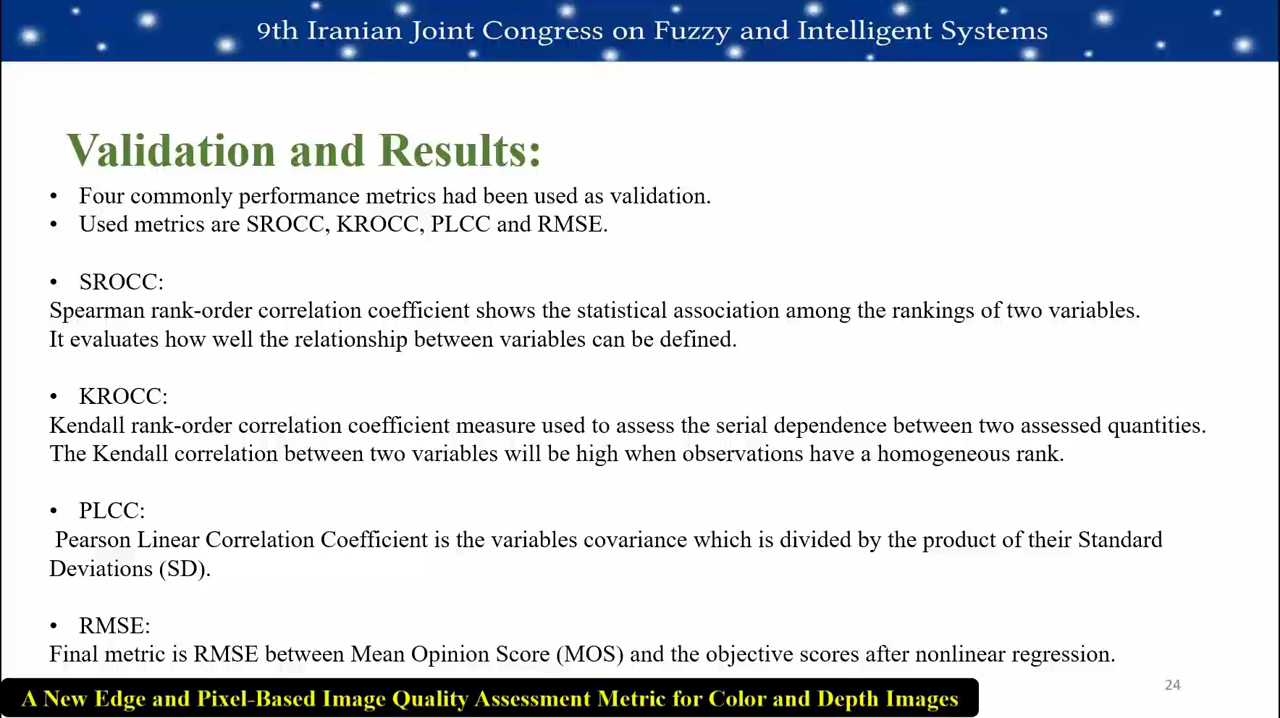 9th Iranian Joint Congress on Fuzzy and Intelligent Systems
Validation and Results:
• Four commonly performance metrics had been used as validation.
• Used metrics are SROCC, KROCC, PLCC and RMSE.
• SROCC:
Spearman rank-order correlation coefficient shows the statistical association among the rankings of two variables.
It evaluates how well the relationship between variables can be defined.
• KROCC:
Kendall rank-order correlation coefficient measure used to assess the serial dependence between two assessed quantities.
The Kendall correlation between two variables will be high when observations have a homogeneous rank.
• PLCC:
Pearson Linear Correlation Coefficient is the variables covariance which is divided by the product of their Standard
Deviations (SD).
• RMSE:
Final metric is RMSE between Mean Opinion Score (MOS) and the objective scores after nonlinear regression.
24
A New Edge and Pixel-Based Image Quality Assessment Metric for Color and Depth Images